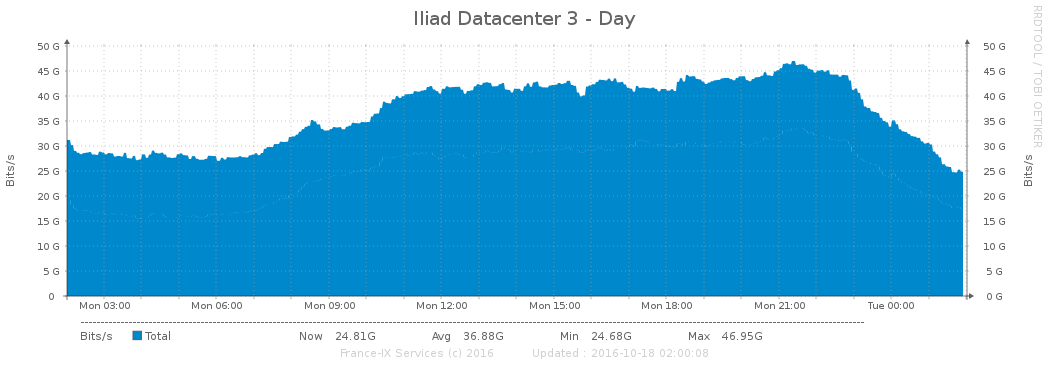 Iliad Datacenter 3 - Day
RRDTOOL / TOBI OETIKER
Bits/s
50 G 50 G
45 G 45 G
40 G 40 G
35 G 35 G
30 G 30 G
25 G 25 G
20 G 20 G
15 G 15 G
10 G 10 G
5 G 5 G
0 0 G
Bits/s
Mon 03:00 Mon 06:00 Mon 09:00 Mon 12:00 Mon 15:00 Mon 18:00 Mon 21:00 Tue 00:00
Bits/s Total Now 24.81G Avg 36.88G Min 24.68G Max 46.95G
France-IX Services (c) 2016 Updated : 2016-10-18 02:00:08